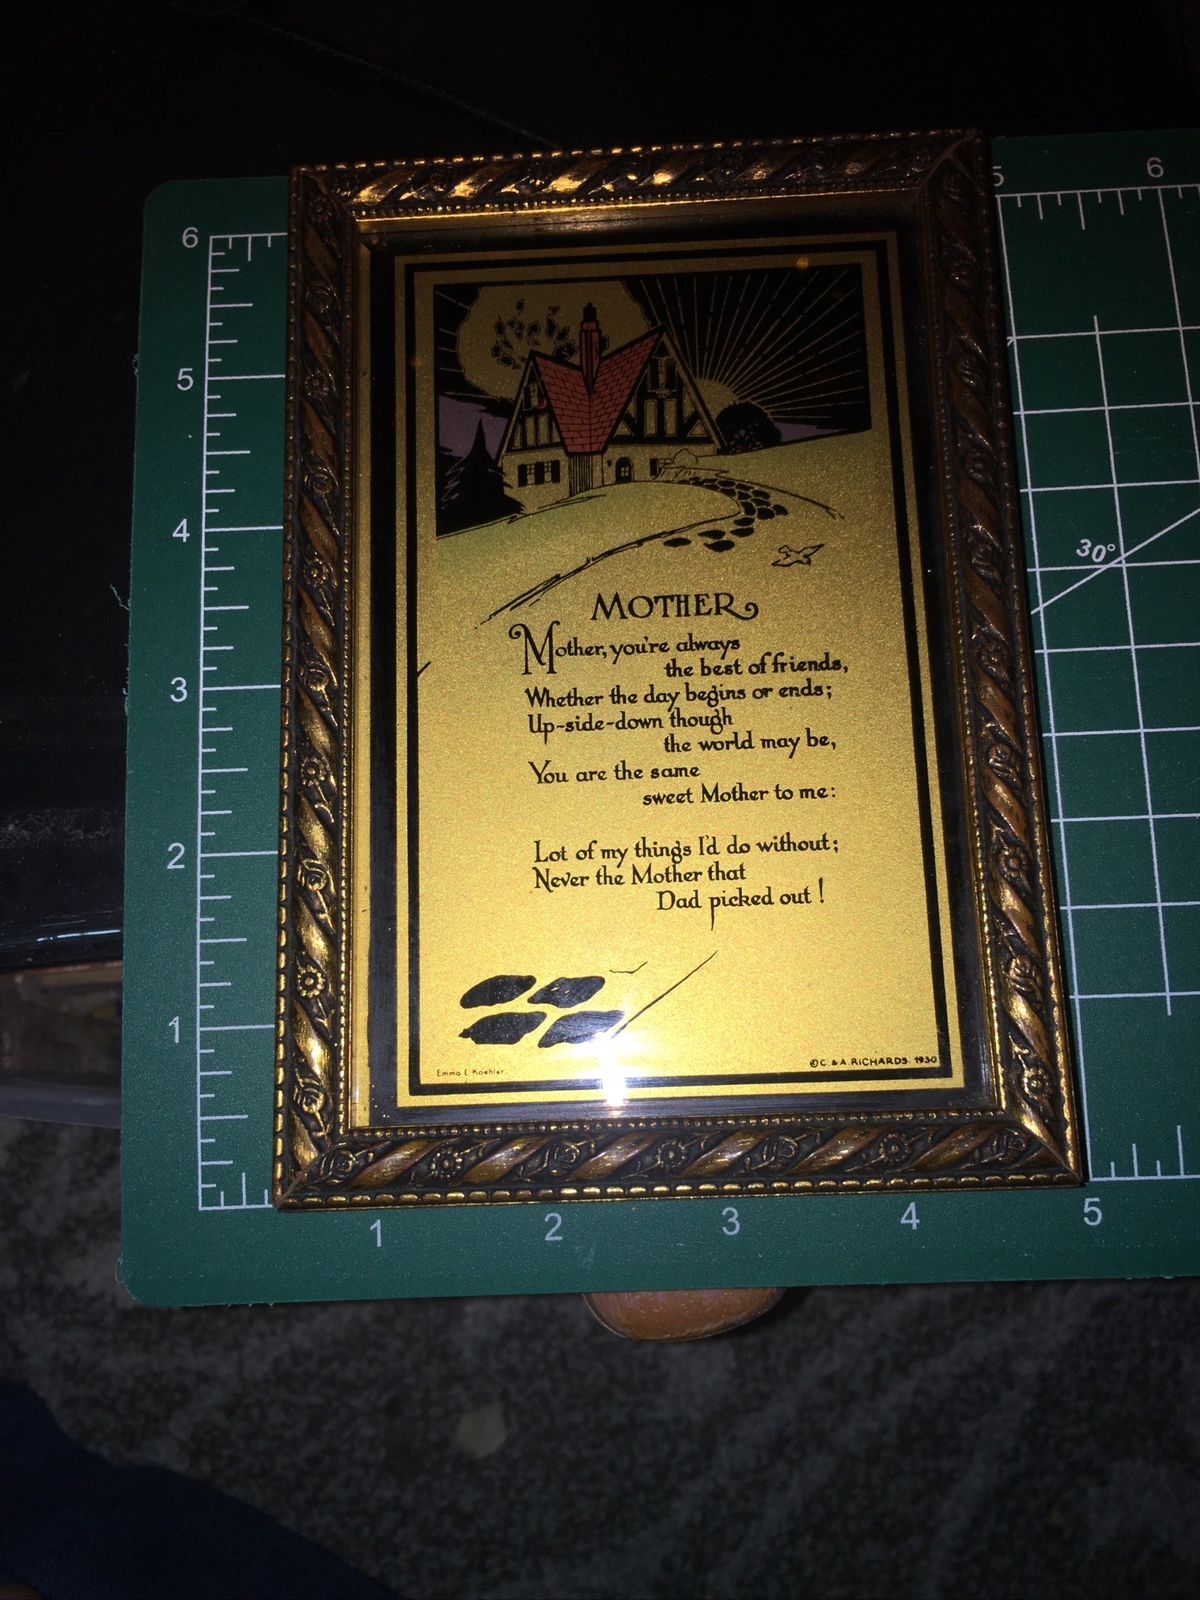 6
5
6
5
4
30°
3
2
1
MOTHER
Mother, you're always
the best of friends,
Whether the day begins or ends;
Up-side-down though
the world may be,
You are the same
sweet Mother to me:
Lot of my things I'd do without;
Never the Mother that
Dad picked out!
Emma E. Koehler
©C. & A. RICHARDS. 1930
1
2
3
4
5